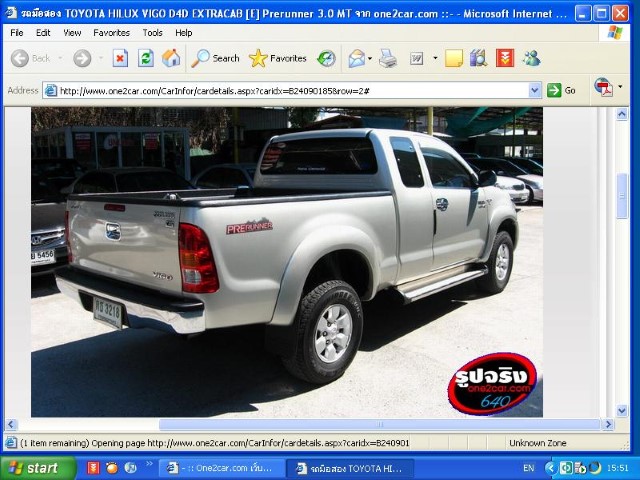 รถมือสอง TOYOTA HILUX VIGO D4D EXTRACAB [E] Prerunner 3.0 MT จาก one2car.com ::- - Microsoft Internet ...
File Edit View Favorites Tools Help
Back Search Favorites
Address http://www.one2car.com/CarInfor/cardetails.aspx?caridx=B24090185&row=2# Go
PRERUNNER
VIGO
5456
3218
รูปจริง
one2car.com
640
(1 item remaining) Opening page http://www.one2car.com/CarInfor/cardetails.aspx?caridx=B240901 Unknown Zone
start - :: One2car.com เว็บ... รถมือสอง TOYOTA HI... EN 15:51